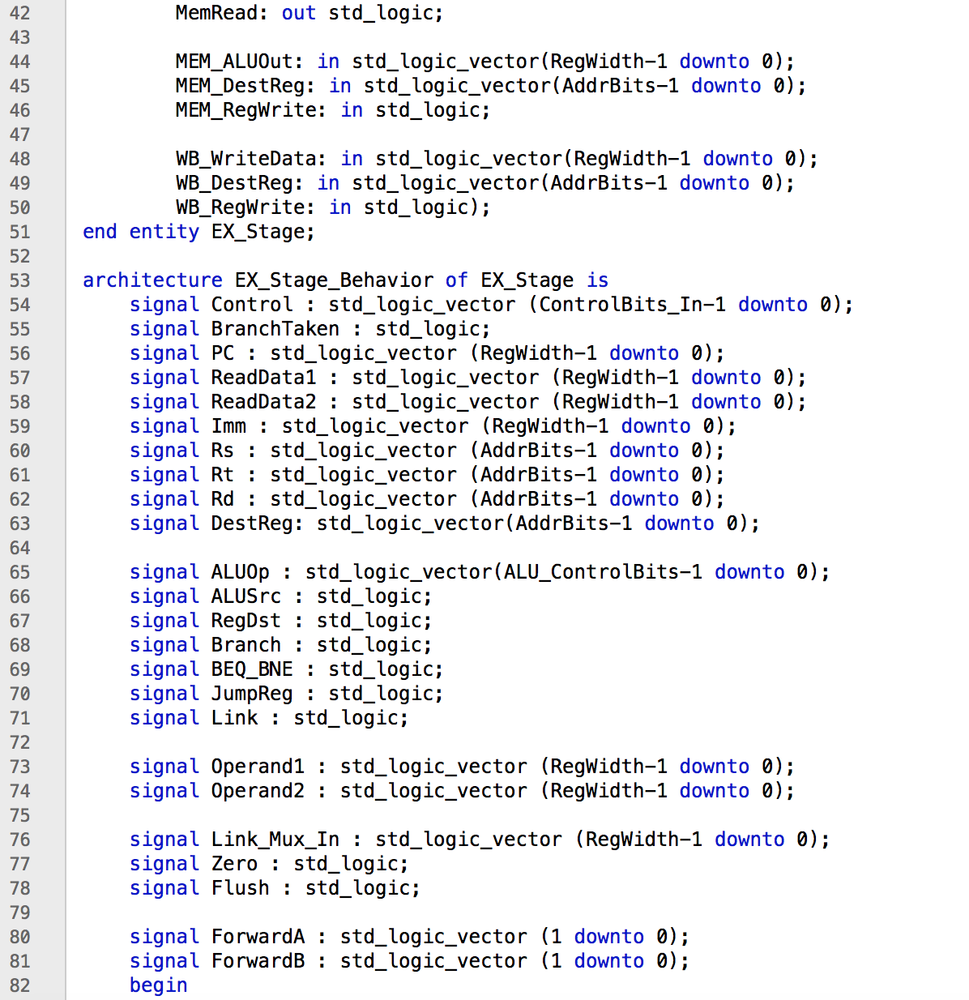 42 MemRead: out std_logic;
43
44 MEM_ALUOut: in std_logic_vector(RegWidth-1 downto 0);
45 MEM_DestReg: in std_logic_vector(AddrBits-1 downto 0);
46 MEM_RegWrite: in std_logic;
47
48 WB_WriteData: in std_logic_vector(RegWidth-1 downto 0);
49 WB_DestReg: in std_logic_vector(AddrBits-1 downto 0);
50 WB_RegWrite: in std_logic);
51 end entity EX_Stage;
52
53 architecture EX_Stage_Behavior of EX_Stage is
54 signal Control : std_logic_vector (ControlBits_In-1 downto 0);
55 signal BranchTaken : std_logic;
56 signal PC : std_logic_vector (RegWidth-1 downto 0);
57 signal ReadData1 : std_logic_vector (RegWidth-1 downto 0);
58 signal ReadData2 : std_logic_vector (RegWidth-1 downto 0);
59 signal Imm : std_logic_vector (RegWidth-1 downto 0);
60 signal Rs : std_logic_vector (AddrBits-1 downto 0);
61 signal Rt : std_logic_vector (AddrBits-1 downto 0);
62 signal Rd : std_logic_vector (AddrBits-1 downto 0);
63 signal DestReg: std_logic_vector(AddrBits-1 downto 0);
64
65 signal ALUOp : std_logic_vector(ALU_ControlBits-1 downto 0);
66 signal ALUSrc : std_logic;
67 signal RegDst : std_logic;
68 signal Branch : std_logic;
69 signal BEQ_BNE : std_logic;
70 signal JumpReg : std_logic;
71 signal Link : std_logic;
72
73 signal Operand1 : std_logic_vector (RegWidth-1 downto 0);
74 signal Operand2 : std_logic_vector (RegWidth-1 downto 0);
75
76 signal Link_Mux_In : std_logic_vector (RegWidth-1 downto 0);
77 signal Zero : std_logic;
78 signal Flush : std_logic;
79
80 signal ForwardA : std_logic_vector (1 downto 0);
81 signal ForwardB : std_logic_vector (1 downto 0);
82 begin